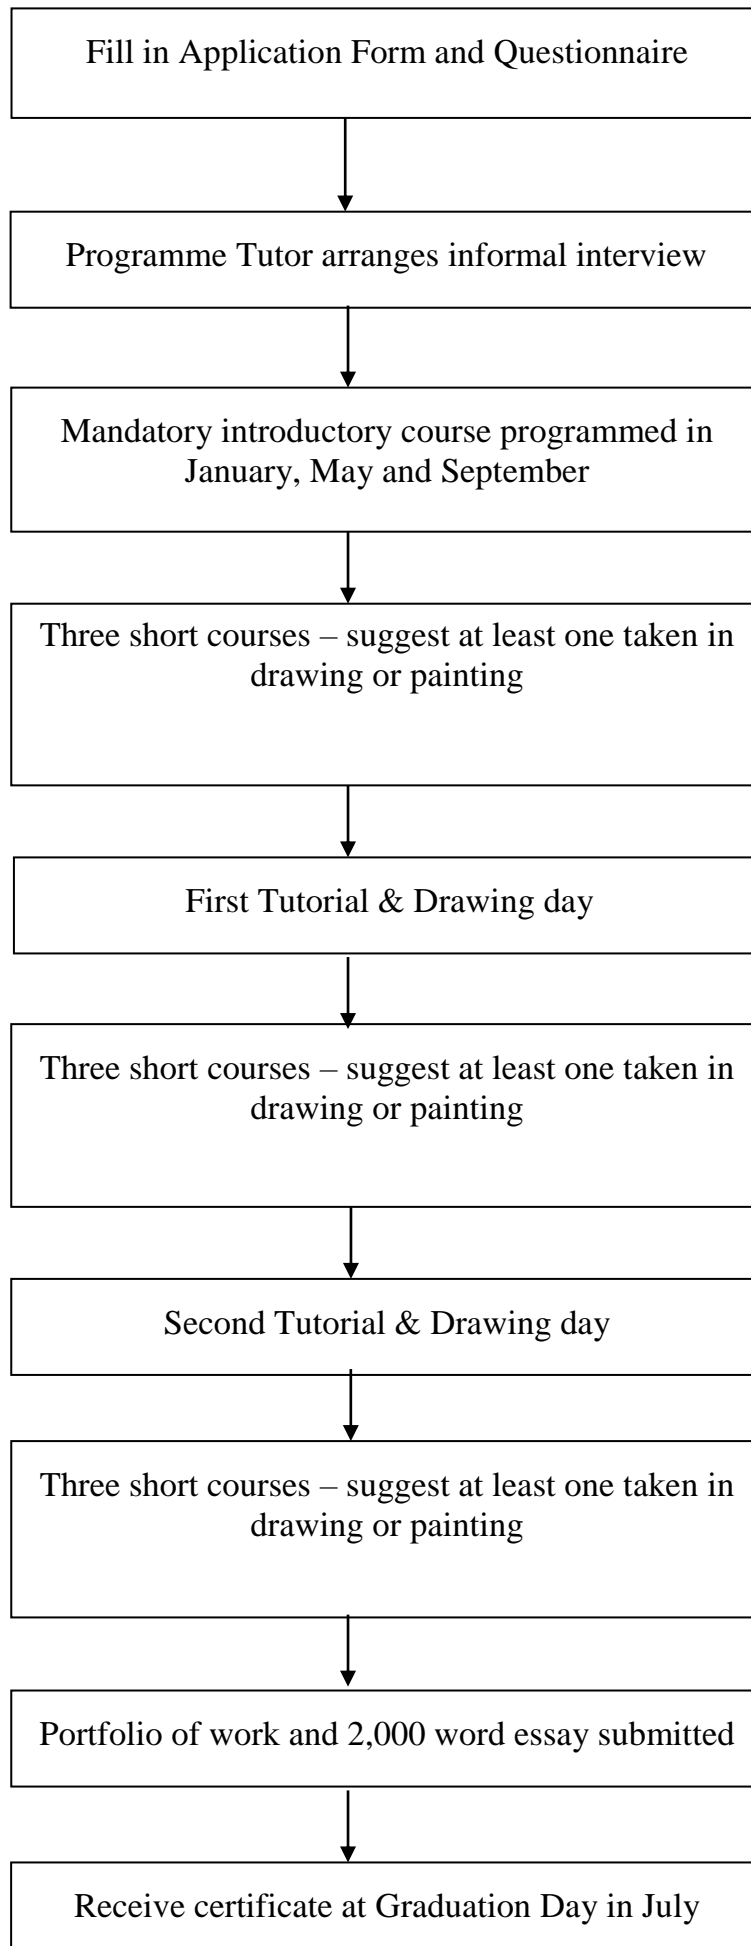 Fill in Application Form and Questionnaire
Programme Tutor arranges informal interview
Mandatory introductory course programmed in
January, May and September
Three short courses – suggest at least one taken in
drawing or painting
First Tutorial & Drawing day
Three short courses – suggest at least one taken in
drawing or painting
Second Tutorial & Drawing day
Three short courses – suggest at least one taken in
drawing or painting
Portfolio of work and 2,000 word essay submitted
Receive certificate at Graduation Day in July